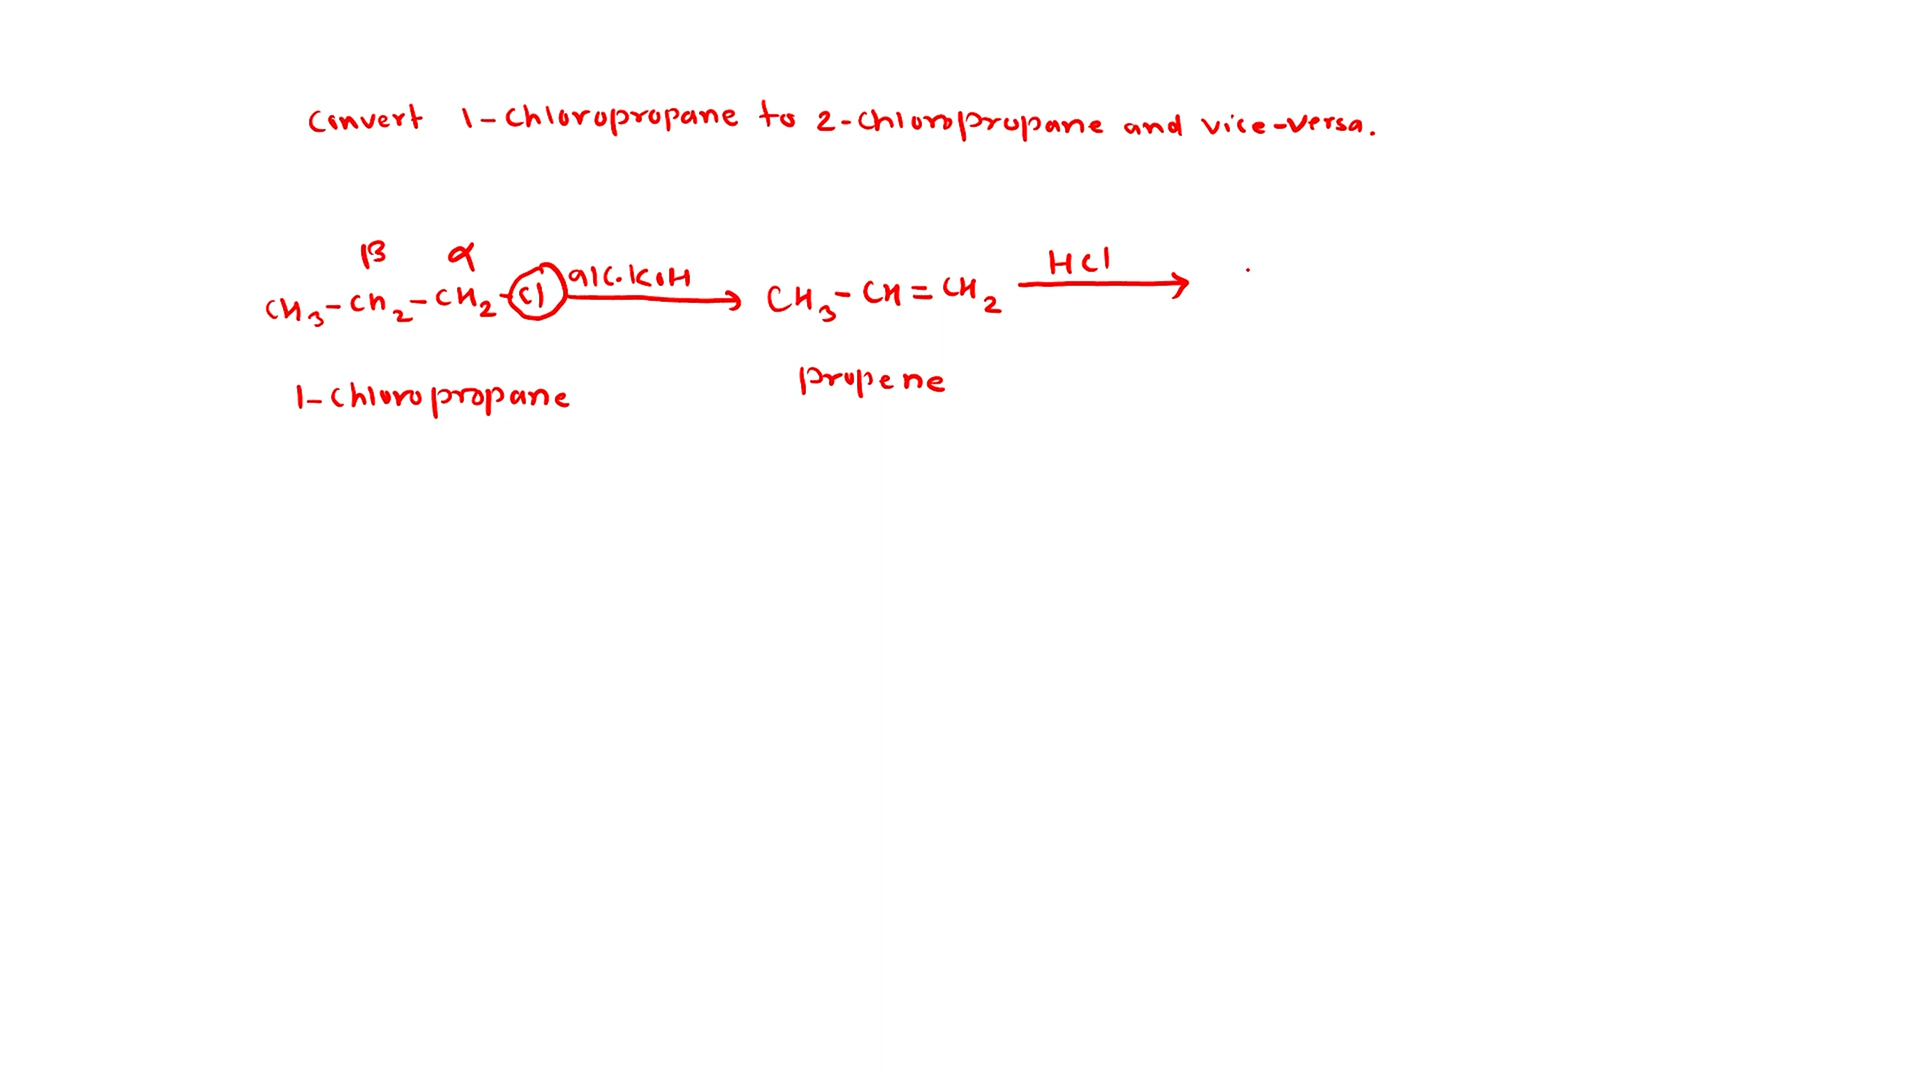 Convert 1-chloropropane to 2-chloropropane and vice-versa.
β α
CH3-CH2-CH2-Cl alc.KOH → CH3-CH=CH2 HCl →
1-chloropropane propene